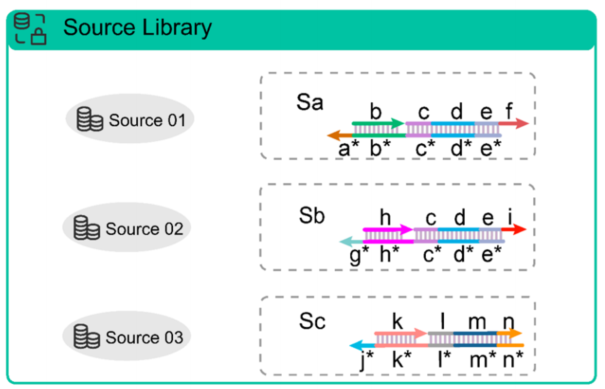 Source Library
Source 01
Sa
b c d e f
a* b* c* d* e*
Source 02
Sb
h c d e i
g* h* c* d* e*
Source 03
Sc
k l m n
j* k* l* m* n*